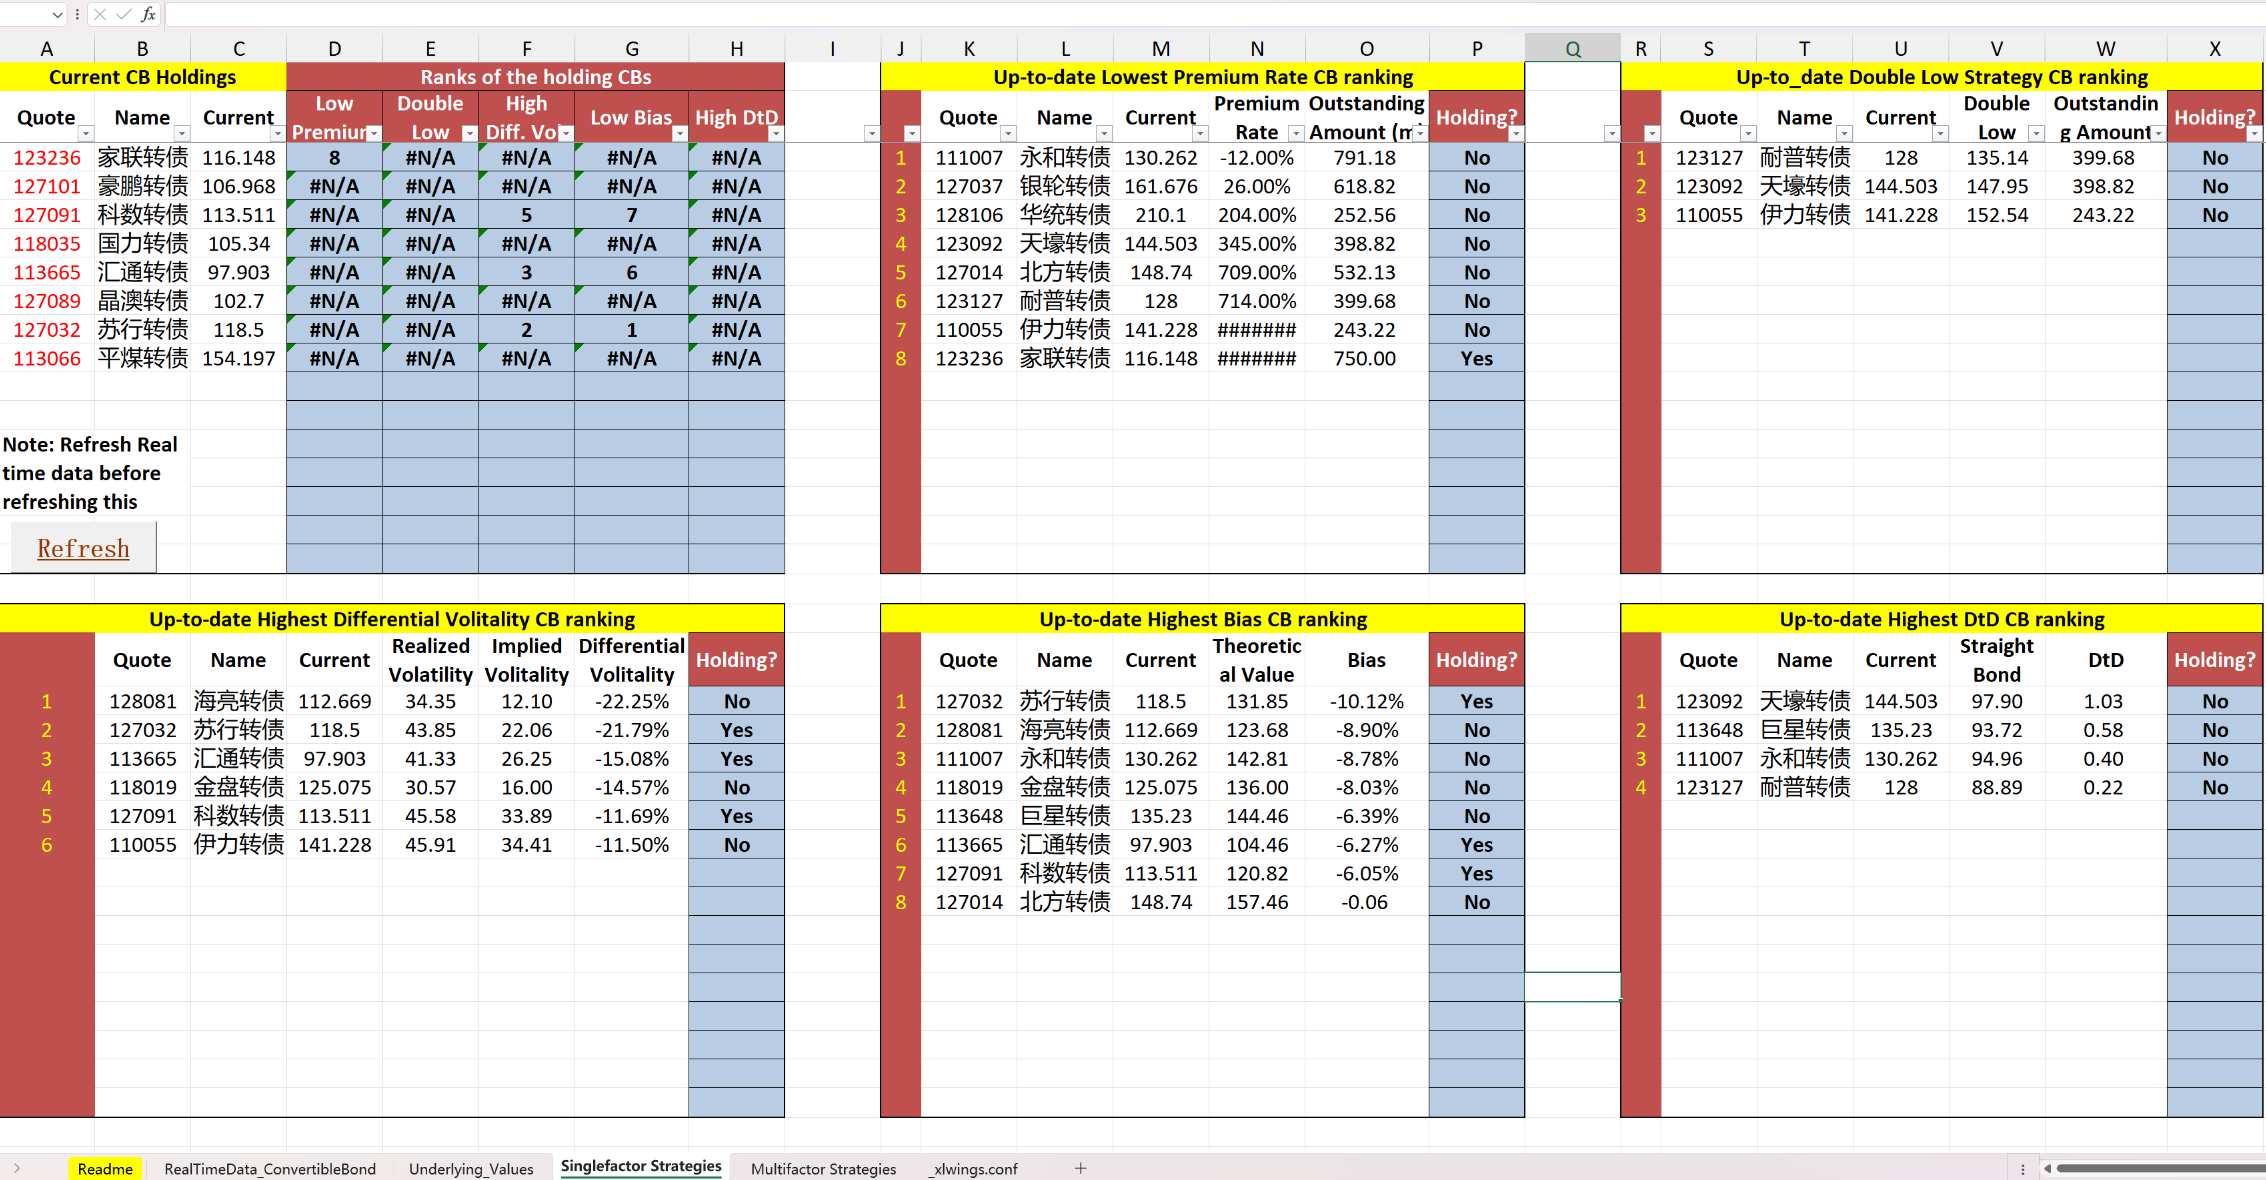 fx
A B C D E F G H I J K L M N O P Q R S T U V W X
Current CB Holdings Ranks of the holding CBs Up-to-date Lowest Premium Rate CB ranking Up-to_date Double Low Strategy CB ranking
Quote Name Current Low Premiur Double Low High Diff. Vol Low Bias High DtD Quote Name Current Premium Rate Outstanding Amount (m Holding? Quote Name Current Double Low Outstandin g Amount Holding?
123236 家联转债 116.148 8 #N/A #N/A #N/A #N/A 1 111007 永和转债 130.262 -12.00% 791.18 No 1 123127 耐普转债 128 135.14 399.68 No
127101 豪鹏转债 106.968 #N/A #N/A #N/A #N/A #N/A 2 127037 银轮转债 161.676 26.00% 618.82 No 2 123092 天壕转债 144.503 147.95 398.82 No
127091 科数转债 113.511 #N/A #N/A 5 7 #N/A 3 128106 华统转债 210.1 204.00% 252.56 No 3 110055 伊力转债 141.228 152.54 243.22 No
118035 国力转债 105.34 #N/A #N/A #N/A #N/A #N/A 4 123092 天壕转债 144.503 345.00% 398.82 No
113665 汇通转债 97.903 #N/A #N/A 3 6 #N/A 5 127014 北方转债 148.74 709.00% 532.13 No
127089 晶澳转债 102.7 #N/A #N/A #N/A #N/A #N/A 6 123127 耐普转债 128 714.00% 399.68 No
127032 苏行转债 118.5 #N/A #N/A 2 1 #N/A 7 110055 伊力转债 141.228 ####### 243.22 No
113066 平煤转债 154.197 #N/A #N/A #N/A #N/A #N/A 8 123236 家联转债 116.148 ####### 750.00 Yes
Note: Refresh Real
time data before
refreshing this
Refresh
Up-to-date Highest Differential Volitality CB ranking Up-to-date Highest Bias CB ranking Up-to-date Highest DtD CB ranking
Quote Name Current Realized Volatility Implied Volitality Differential Volitality Holding? Quote Name Current Theoretic al Value Bias Holding? Quote Name Current Straight Bond DtD Holding?
1 128081 海亮转债 112.669 34.35 12.10 -22.25% No 1 127032 苏行转债 118.5 131.85 -10.12% Yes 1 123092 天壕转债 144.503 97.90 1.03 No
2 127032 苏行转债 118.5 43.85 22.06 -21.79% Yes 2 128081 海亮转债 112.669 123.68 -8.90% No 2 113648 巨星转债 135.23 93.72 0.58 No
3 113665 汇通转债 97.903 41.33 26.25 -15.08% Yes 3 111007 永和转债 130.262 142.81 -8.78% No 3 111007 永和转债 130.262 94.96 0.40 No
4 118019 金盘转债 125.075 30.57 16.00 -14.57% No 4 118019 金盘转债 125.075 136.00 -8.03% No 4 123127 耐普转债 128 88.89 0.22 No
5 127091 科数转债 113.511 45.58 33.89 -11.69% Yes 5 113648 巨星转债 135.23 144.46 -6.39% No
6 110055 伊力转债 141.228 45.91 34.41 -11.50% No 6 113665 汇通转债 97.903 104.46 -6.27% Yes
7 127091 科数转债 113.511 120.82 -6.05% Yes
8 127014 北方转债 148.74 157.46 -0.06 No
Readme RealTimeData_ConvertibleBond Underlying_Values Singlefactor Strategies Multifactor Strategies _xlwings.conf +